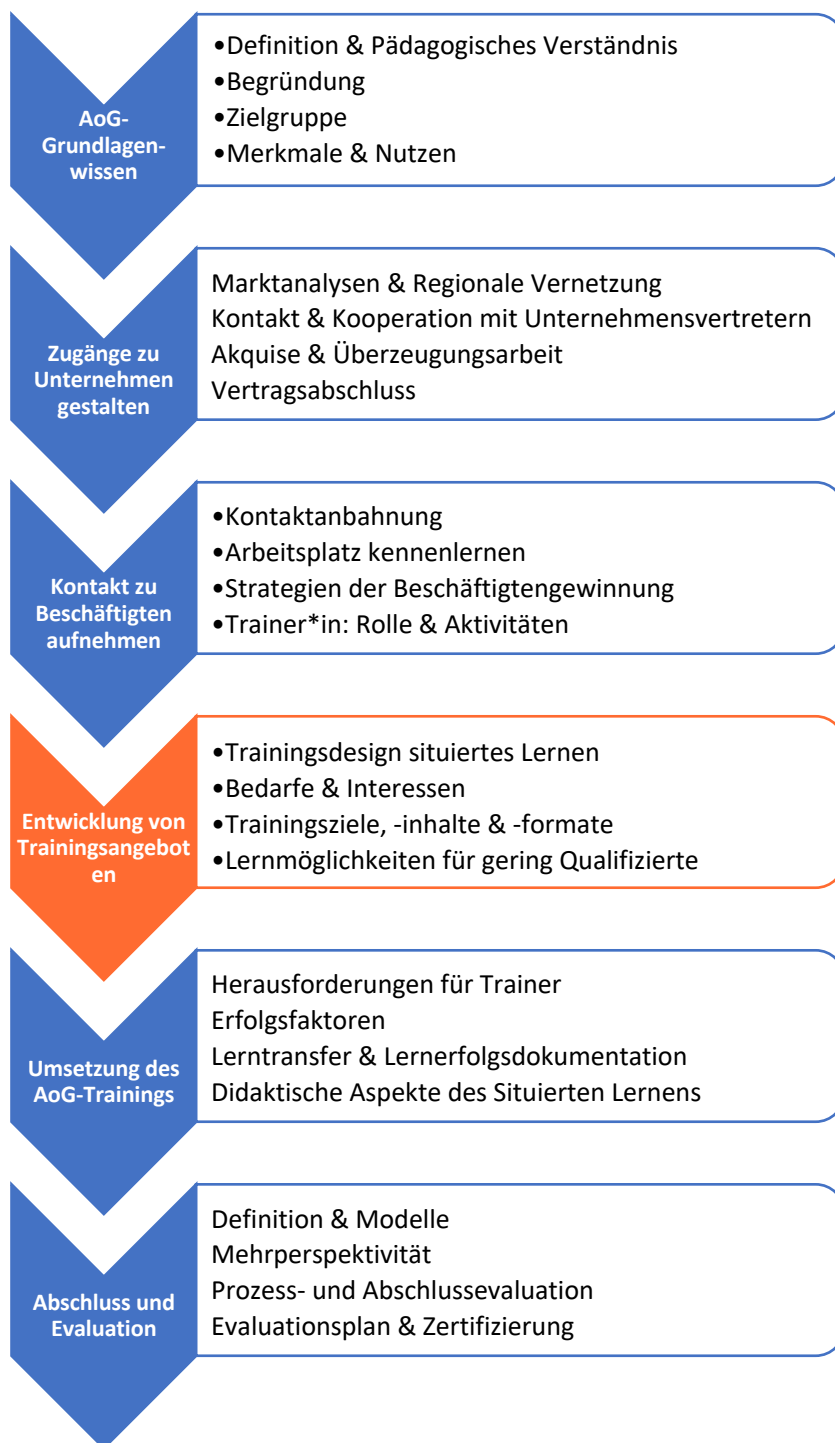 AoG-
Grundlagen-
wissen
•Definition & Pädagogisches Verständnis
•Begründung
•Zielgruppe
•Merkmale & Nutzen
Zugänge zu
Unternehmen
gestalten
Marktanalysen & Regionale Vernetzung
Kontakt & Kooperation mit Unternehmensvertretern
Akquise & Überzeugungsarbeit
Vertragsabschluss
Kontakt zu
Beschäftigten
aufnehmen
•Kontaktanbahnung
•Arbeitsplatz kennenlernen
•Strategien der Beschäftigtengewinnung
•Trainer*in: Rolle & Aktivitäten
Entwicklung von
Trainingsangebot
en
•Trainingsdesign situiertes Lernen
•Bedarfe & Interessen
•Trainingsziele, -inhalte & -formate
•Lernmöglichkeiten für gering Qualifizierte
Umsetzung des
AoG-Trainings
Herausforderungen für Trainer
Erfolgsfaktoren
Lerntransfer & Lernerfolgsdokumentation
Didaktische Aspekte des Situierten Lernens
Abschluss und
Evaluation
Definition & Modelle
Mehrperspektivität
Prozess- und Abschlussevaluation
Evaluationsplan & Zertifizierung